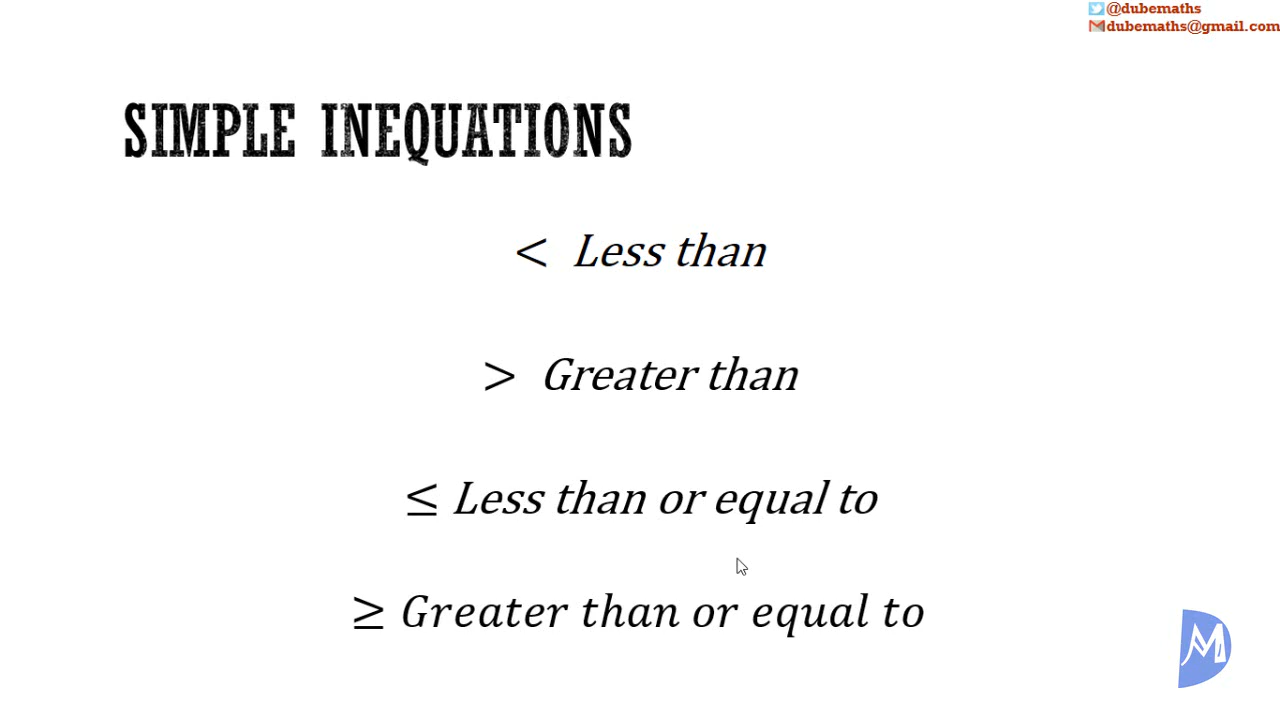 @dubemaths
dubemaths@gmail.com
SIMPLE INEQUATIONS
< Less than
> Greater than
≤ Less than or equal to
≥ Greater than or equal to
DM